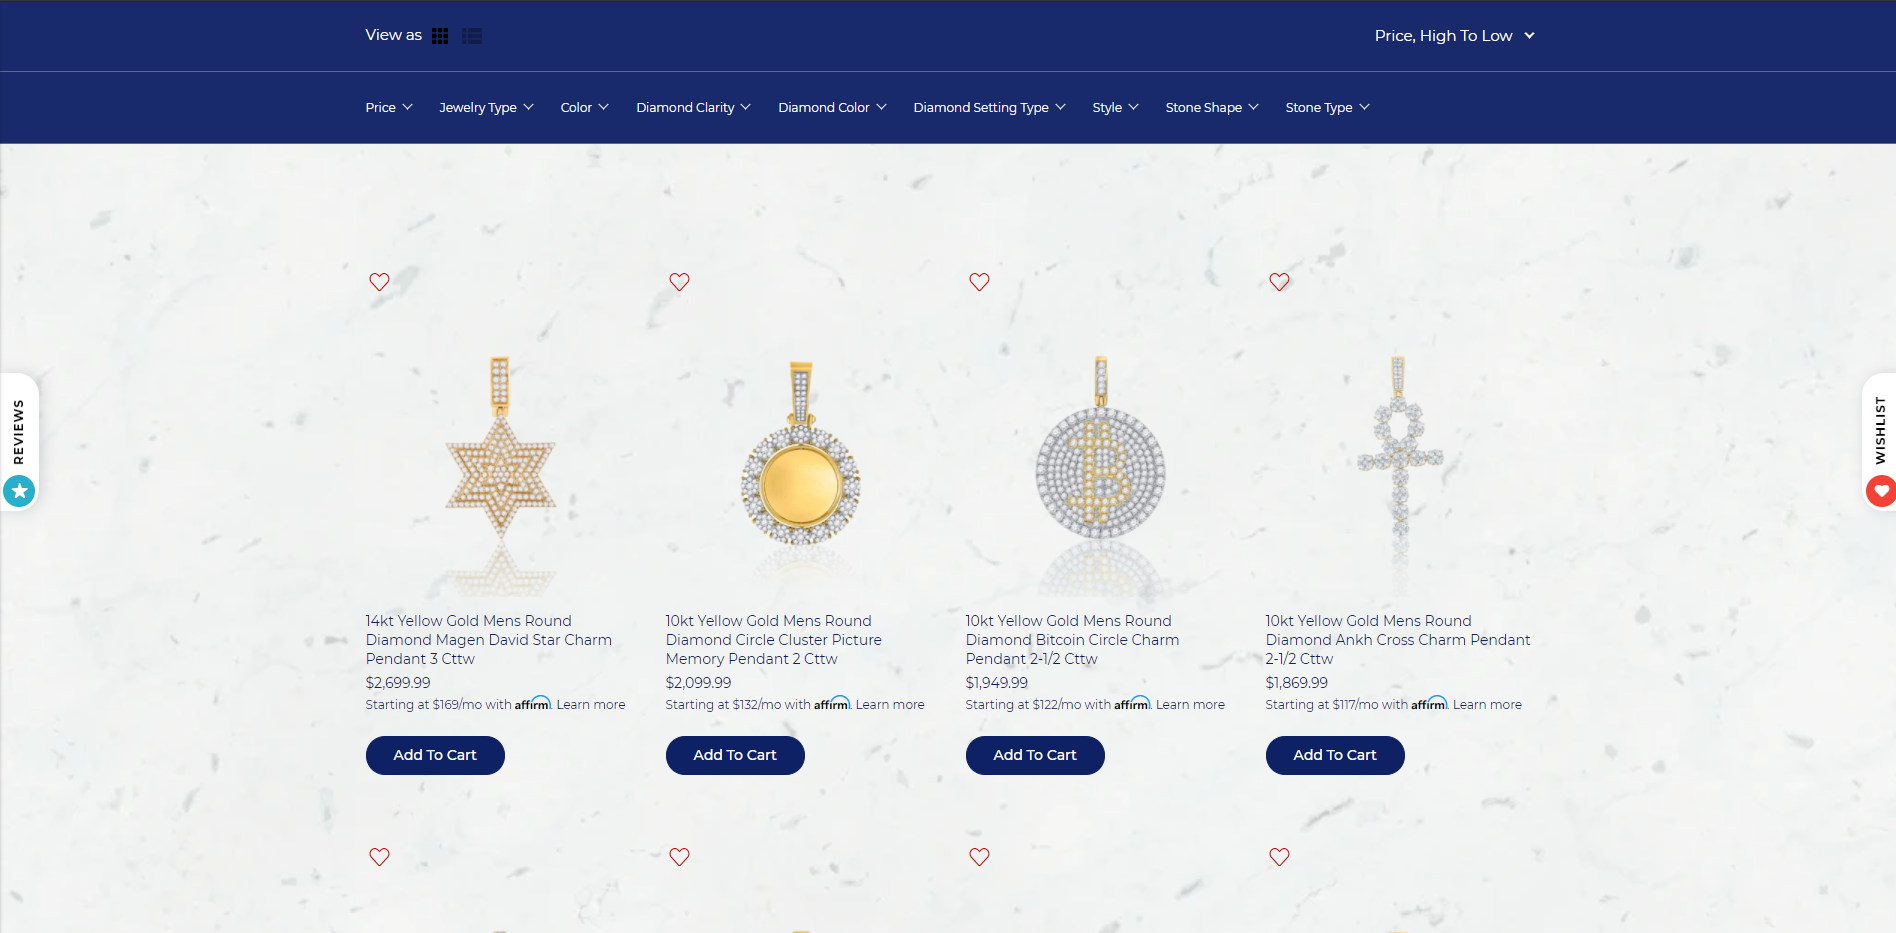 View as
Price, High To Low
Price
Jewelry Type
Color
Diamond Clarity
Diamond Color
Diamond Setting Type
Style
Stone Shape
Stone Type
REVIEWS
WISHLIST
14kt Yellow Gold Mens Round
Diamond Magen David Star Charm
Pendant 3 Cttw
$2,699.99
Starting at $169/mo with affirm. Learn more
Add To Cart
10kt Yellow Gold Mens Round
Diamond Circle Cluster Picture
Memory Pendant 2 Cttw
$2,099.99
Starting at $132/mo with affirm. Learn more
Add To Cart
10kt Yellow Gold Mens Round
Diamond Bitcoin Circle Charm
Pendant 2-1/2 Cttw
$1,949.99
Starting at $122/mo with affirm. Learn more
Add To Cart
10kt Yellow Gold Mens Round
Diamond Ankh Cross Charm Pendant
2-1/2 Cttw
$1,869.99
Starting at $117/mo with affirm. Learn more
Add To Cart